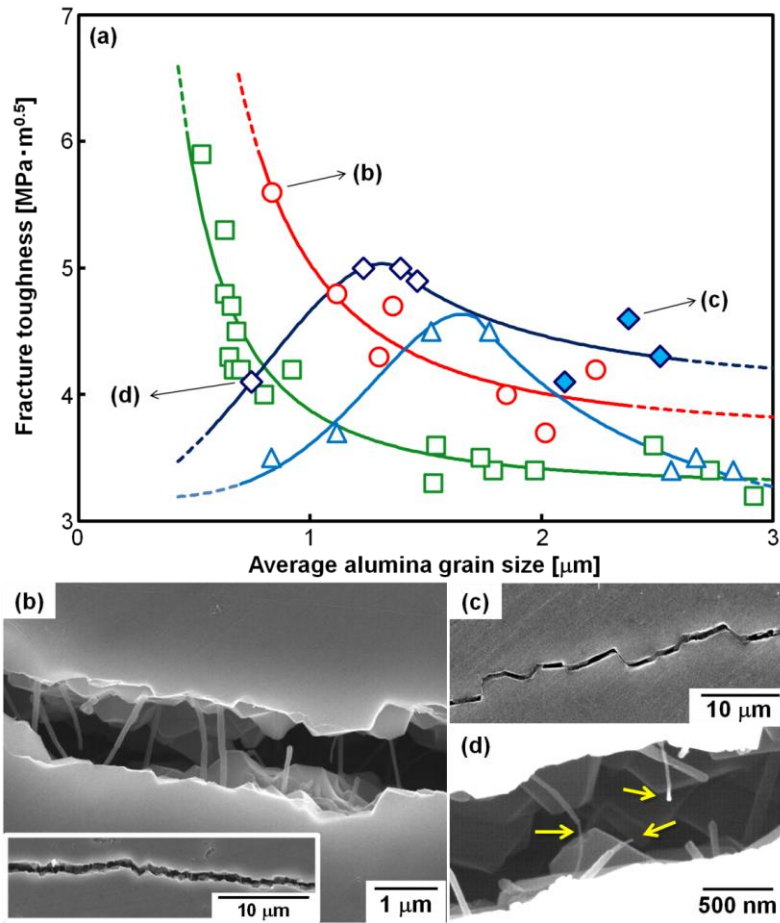 (a)
7
6
5
4
3
Fracture toughness [MPa·m0.5]
(b)
(c)
(d)
0
1
2
3
Average alumina grain size [μm]
(b)
10 μm
1 μm
(c)
10 μm
(d)
500 nm